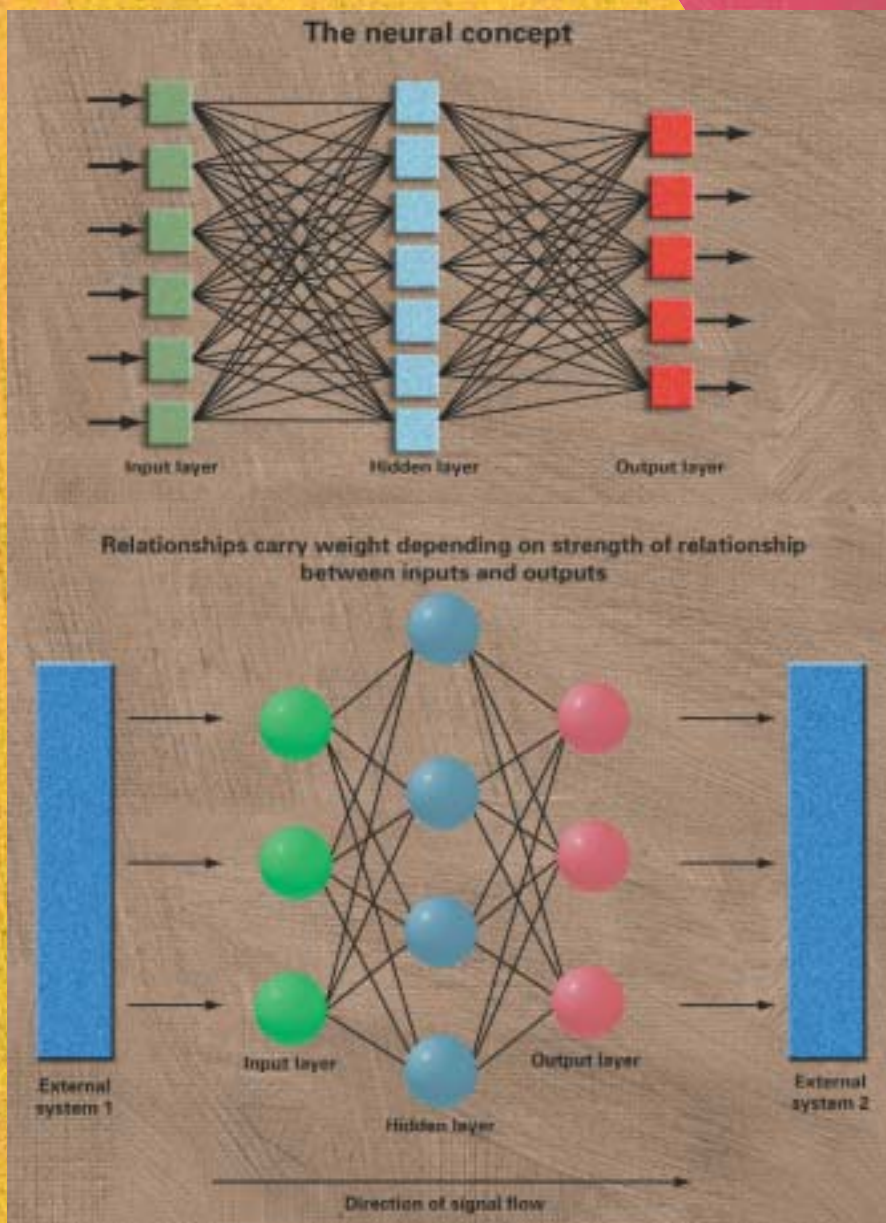 The neural concept
Input layer
Hidden layer
Output layer
Relationships carry weight depending on strength of relationship
between inputs and outputs
Input layer
Output layer
External
system 1
External
system 2
Hidden layer
Direction of signal flow